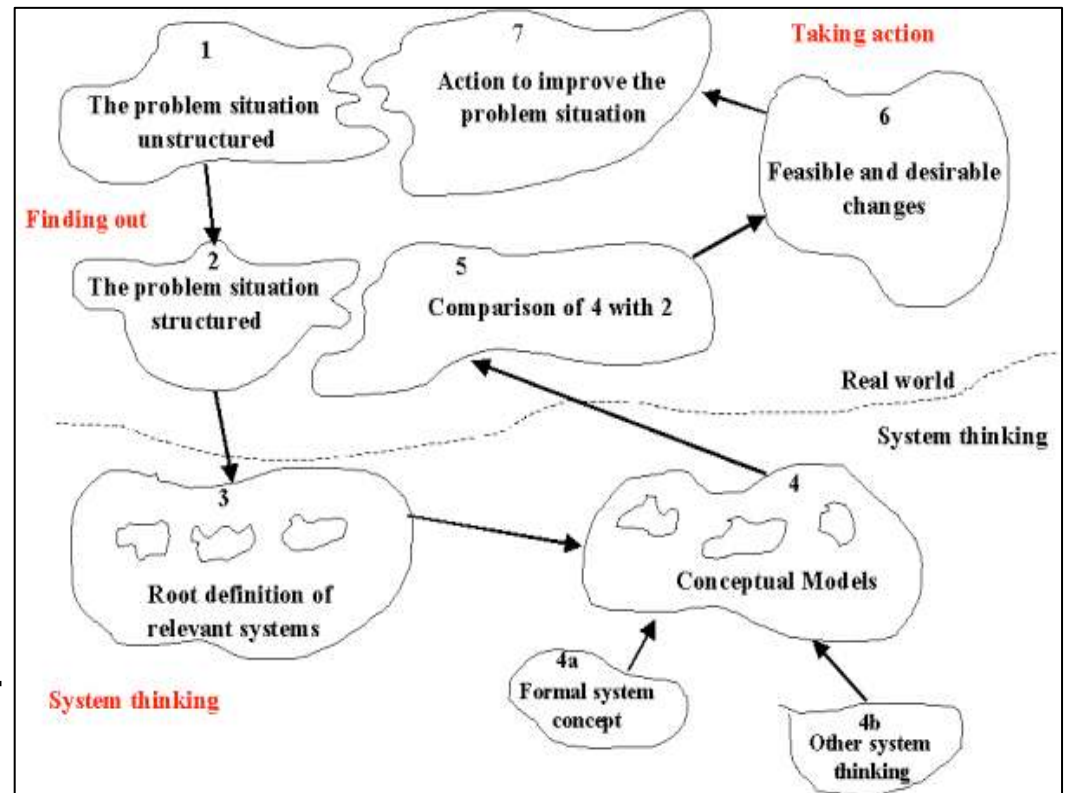 1
The problem situation
unstructured
7
Action to improve the
problem situation
Taking action
6
Feasible and desirable
changes
Finding out
2
The problem situation
structured
5
Comparison of 4 with 2
Real world
System thinking
3
Root definition of
relevant systems
4
Conceptual Models
4a
Formal system
concept
4b
Other system
thinking
System thinking